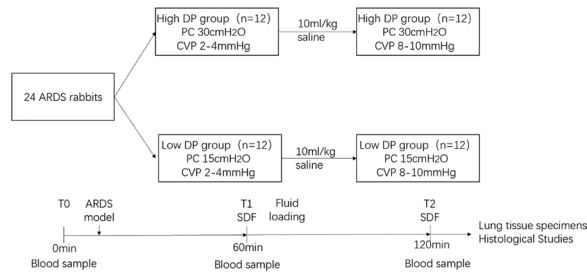 High DP group (n=12)
PC 30cmH2O
CVP 2-4mmHg
10ml/kg
saline
High DP group (n=12)
PC 30cmH2O
CVP 8-10mmHg
24 ARDS rabbits
Low DP group (n=12)
PC 15cmH2O
CVP 2-4mmHg
10ml/kg
saline
Low DP group (n=12)
PC 15cmH2O
CVP 8-10mmHg
T0
ARDS
model
T1
SDF
Fluid
loading
T2
SDF
0min
Blood sample
60min
Blood sample
120min
Blood sample
Lung tissue specimens
Histological Studies